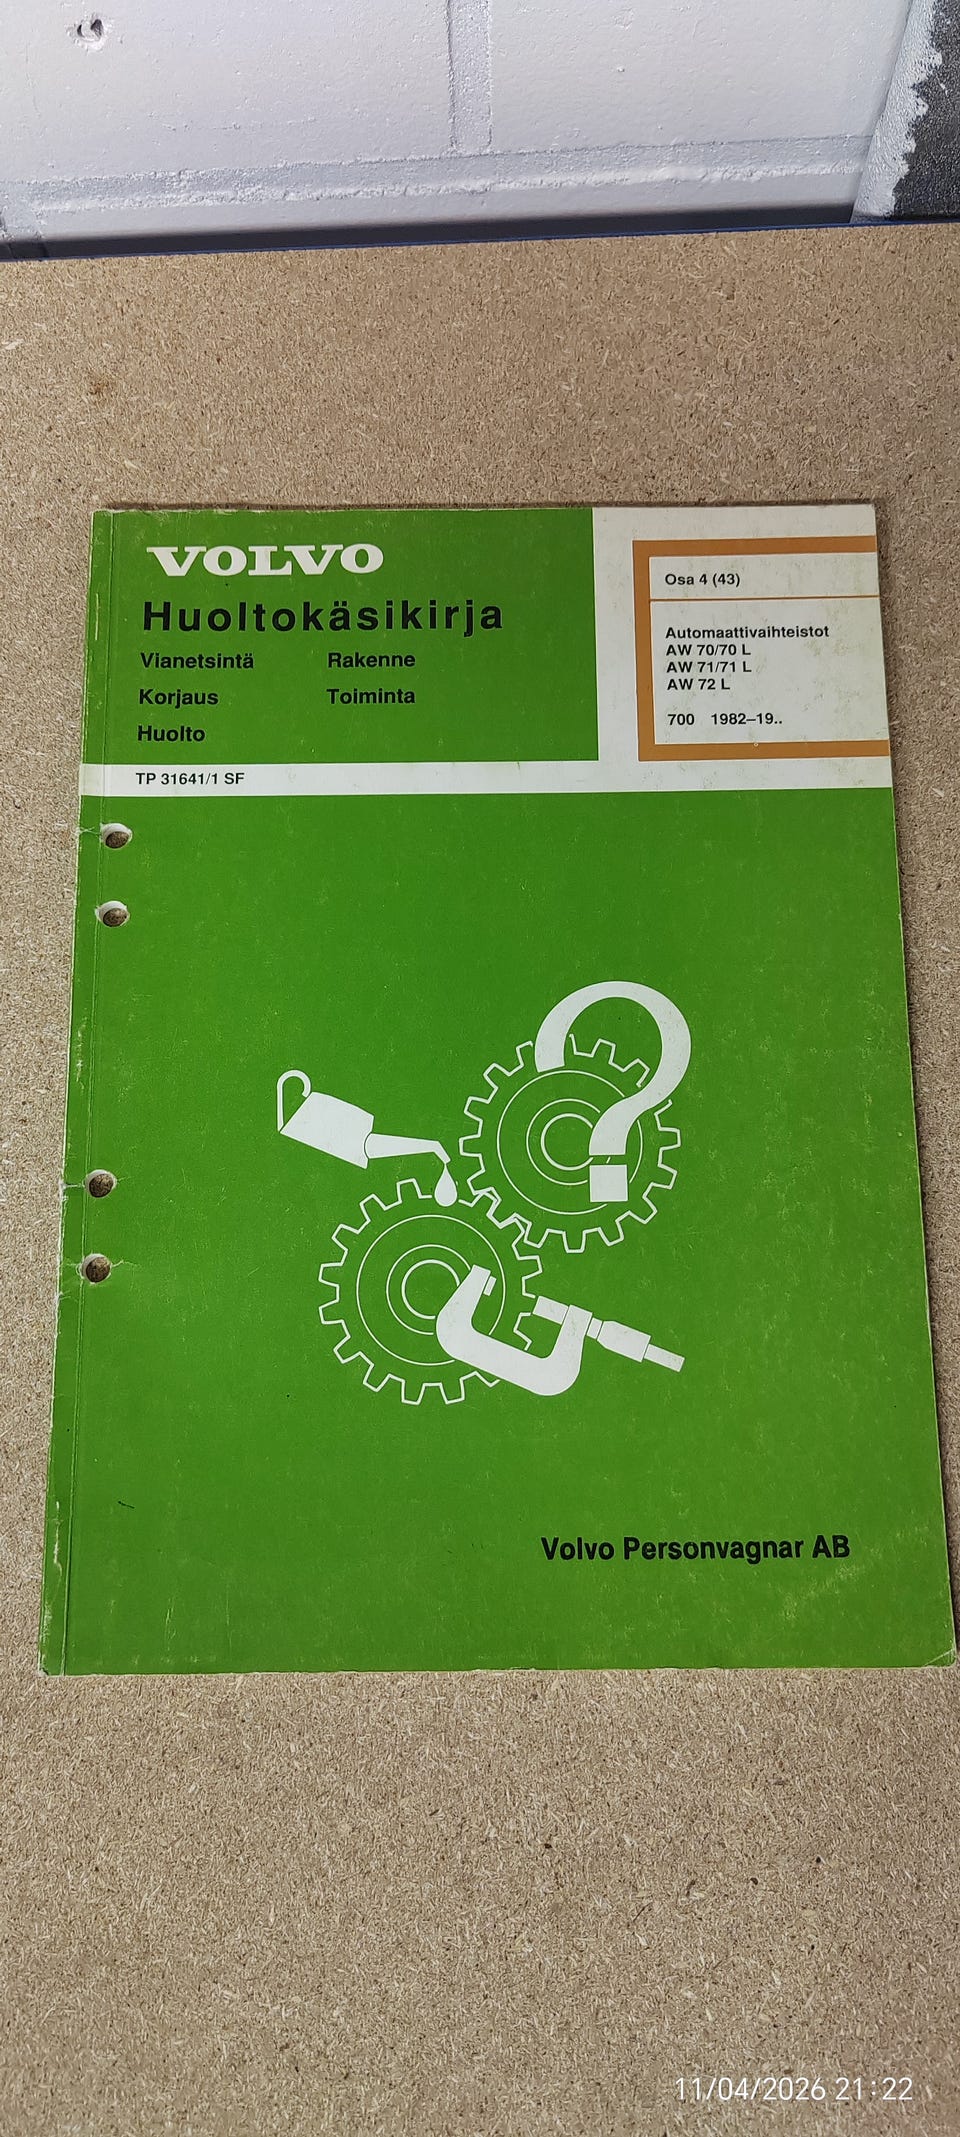 VOLVO
Huoltokäsikirja
Vianetsintä Rakenne
Korjaus Toiminta
Huolto
Osa 4 (43)
Automaattivaihteistot
AW 70/70 L
AW 71/71 L
AW 72 L
700 1982–19..
TP 31641/1 SF
?
Volvo Personvagnar AB
11/04/2026 21:22